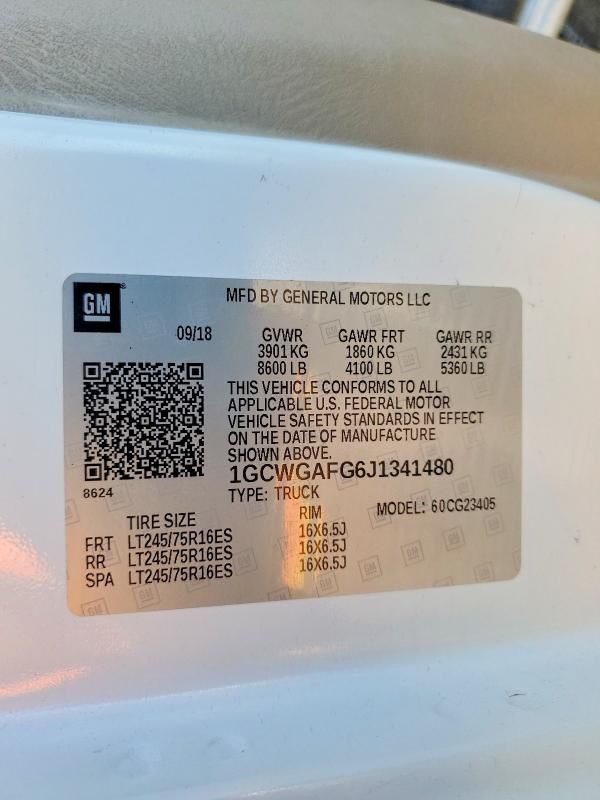 GM
MFD BY GENERAL MOTORS LLC
09/18 GVWR GAWR FRT GAWR RR
3901 KG 1860 KG 2431 KG
8600 LB 4100 LB 5360 LB
THIS VEHICLE CONFORMS TO ALL
APPLICABLE U.S. FEDERAL MOTOR
VEHICLE SAFETY STANDARDS IN EFFECT
ON THE DATE OF MANUFACTURE
SHOWN ABOVE.
1GCWGAFG6J1341480
8624
TYPE: TRUCK
MODEL: 60CG23405
TIRE SIZE RIM
FRT LT245/75R16ES 16X6.5J
RR LT245/75R16ES 16X6.5J
SPA LT245/75R16ES 16X6.5J